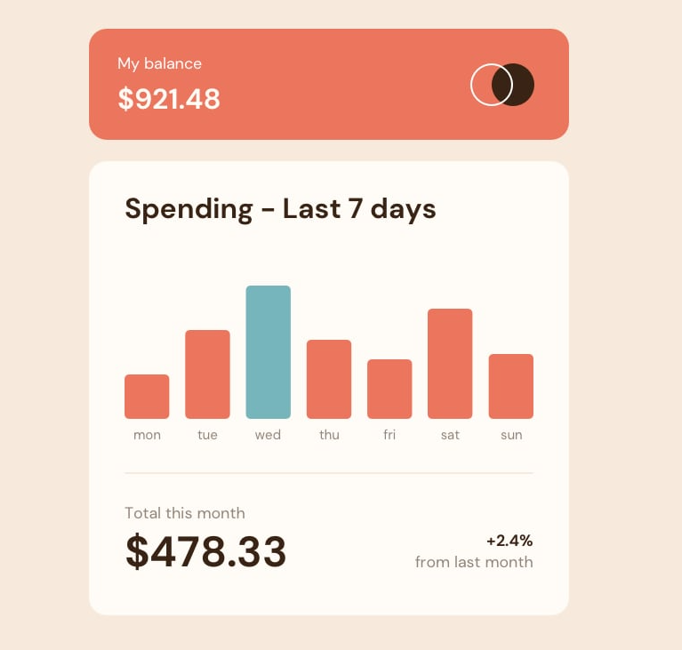 My balance
$921.48
Spending - Last 7 days
mon tue wed thu fri sat sun
Total this month
$478.33
+2.4%
from last month